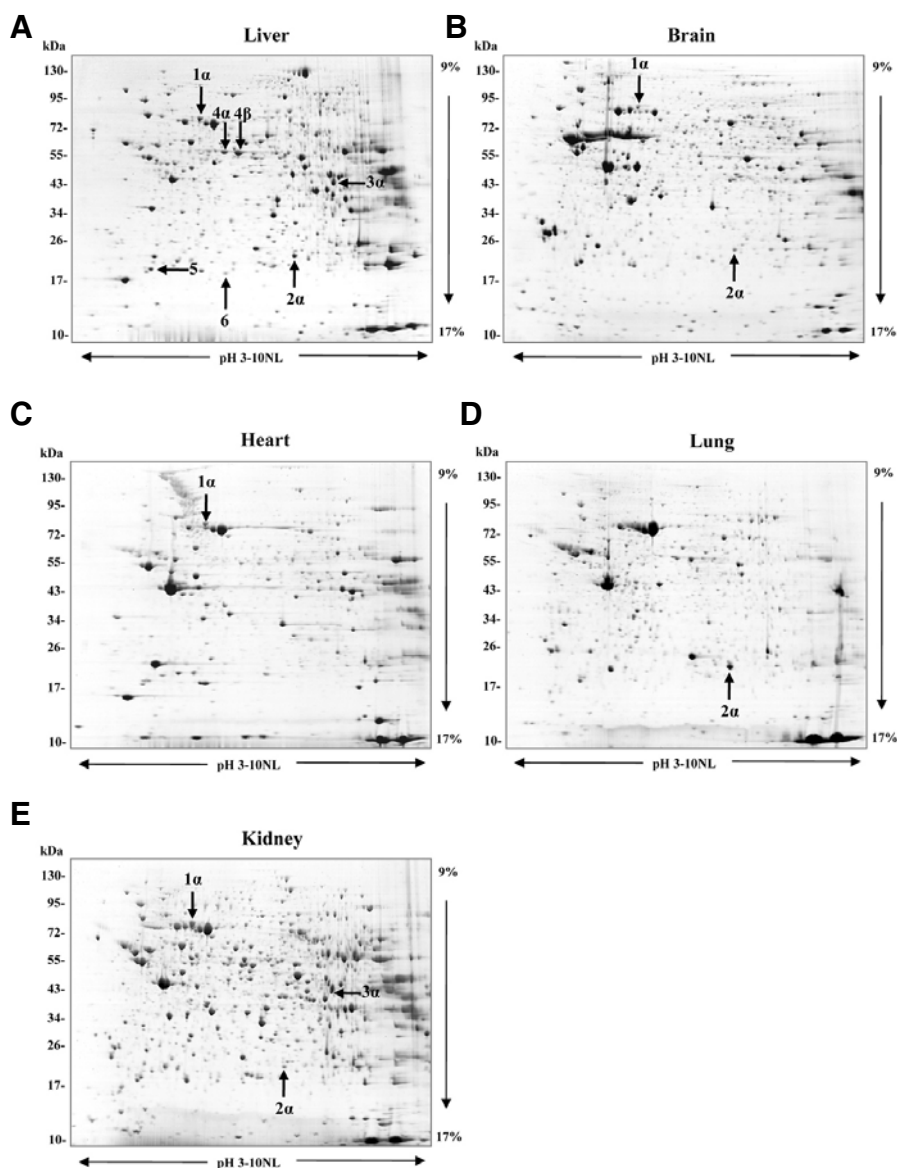 A
Liver
kDa
130-
95-
72-
55-
43-
34-
26-
17-
10-
1α
4α 4β
3α
5
6
2α
9%
17%
pH 3-10NL
B
Brain
kDa
130-
95-
72-
55-
43-
34-
26-
17-
10-
1α
2α
9%
17%
pH 3-10NL
C
Heart
kDa
130-
95-
72-
55-
43-
34-
26-
17-
10-
1α
9%
17%
pH 3-10NL
D
Lung
kDa
130-
95-
72-
55-
43-
34-
26-
17-
10-
2α
9%
17%
pH 3-10NL
E
Kidney
kDa
130-
95-
72-
55-
43-
34-
26-
17-
10-
1α
3α
2α
9%
17%
pH 3-10NL